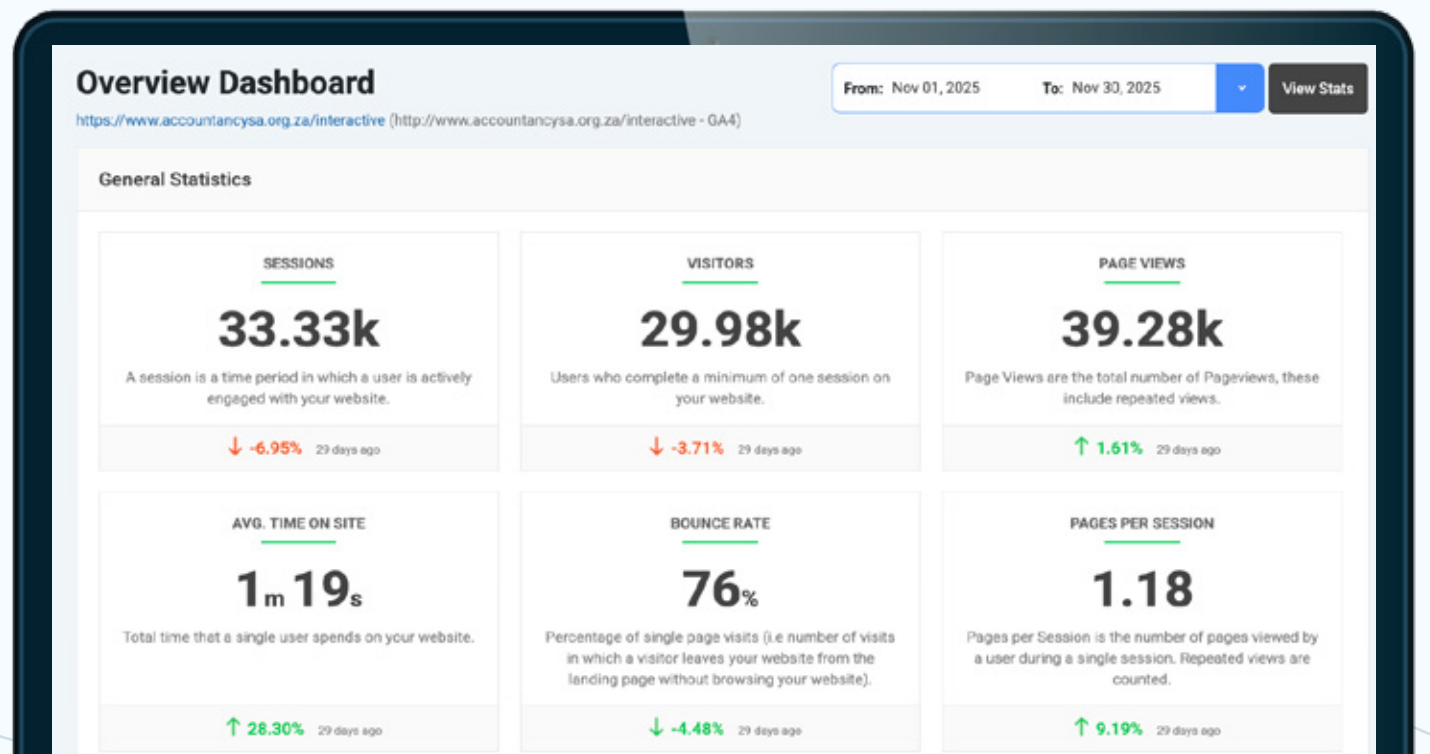 Overview Dashboard
From: Nov 01, 2025 To: Nov 30, 2025
View Stats
https://www.accountancysa.org.za/interactive (http://www.accountancysa.org.za/interactive - GA4)
General Statistics
SESSIONS
33.33k
A session is a time period in which a user is actively
engaged with your website.
↓ -6.95% 29 days ago
VISITORS
29.98k
Users who complete a minimum of one session on
your website.
↓ -3.71% 29 days ago
PAGE VIEWS
39.28k
Page Views are the total number of Pageviews, these
include repeated views.
↑ 1.61% 29 days ago
AVG. TIME ON SITE
1m 19s
Total time that a single user spends on your website.
↑ 28.30% 29 days ago
BOUNCE RATE
76%
Percentage of single page visits (i.e number of visits
in which a visitor leaves your website from the
landing page without browsing your website).
↓ -4.48% 29 days ago
PAGES PER SESSION
1.18
Pages per Session is the number of pages viewed by
a user during a single session. Repeated views are
counted.
↑ 9.19% 29 days ago